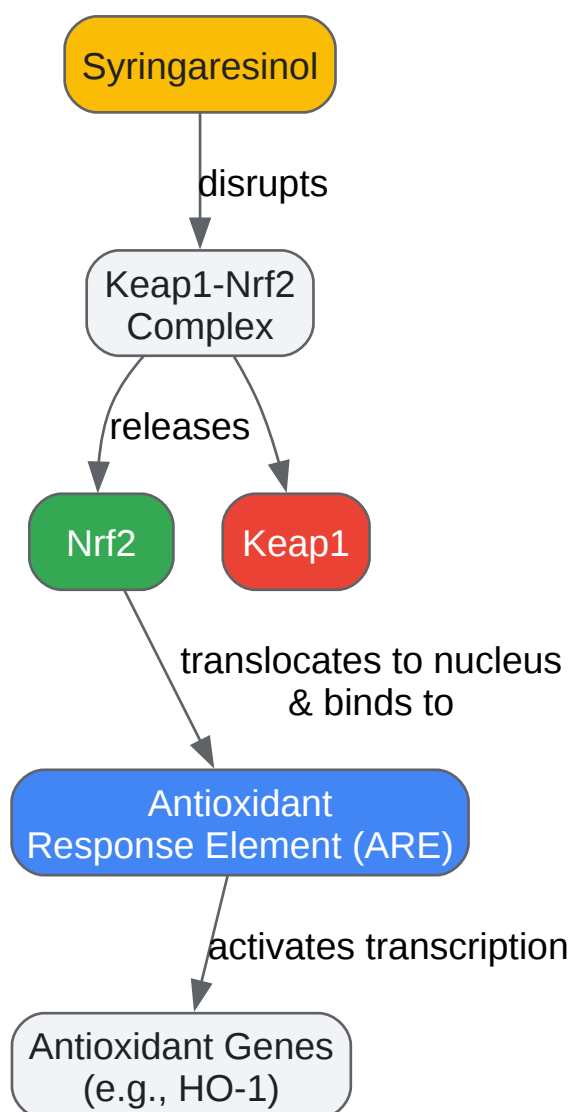 Syringaresinol
disrupts
Keap1-Nrf2
Complex
releases
Nrf2
Keap1
translocates to nucleus
& binds to
Antioxidant
Response Element (ARE)
activates transcription
Antioxidant Genes
(e.g., HO-1)